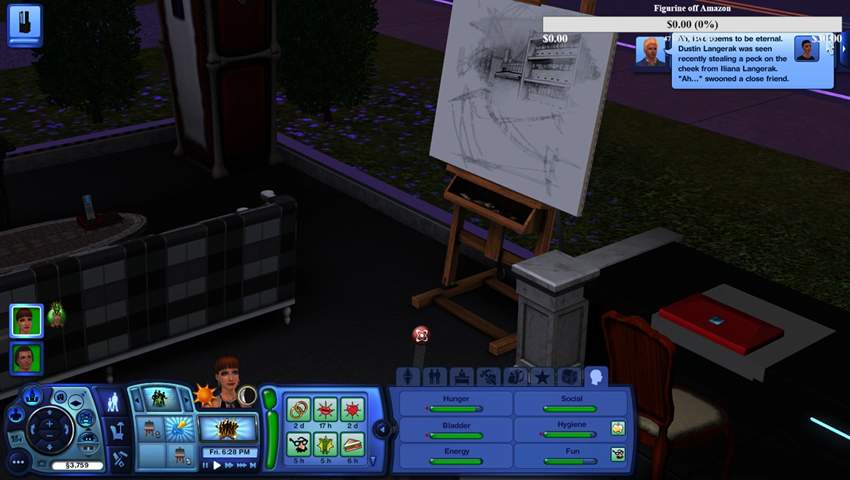 Figurine off Amazon
$0.00 (0%)
$0.00
Ah, love seems to be eternal.
Dustin Langerak was seen
recently stealing a peck on the
cheek from Iliana Langerak.
"Ah..." swooned a close friend.
Hunger
Social
Bladder
Hygiene
Energy
Fun
2 d
17 h
2 d
5 h
5 h
6 h
Fri. 6:28 PM
§3,759